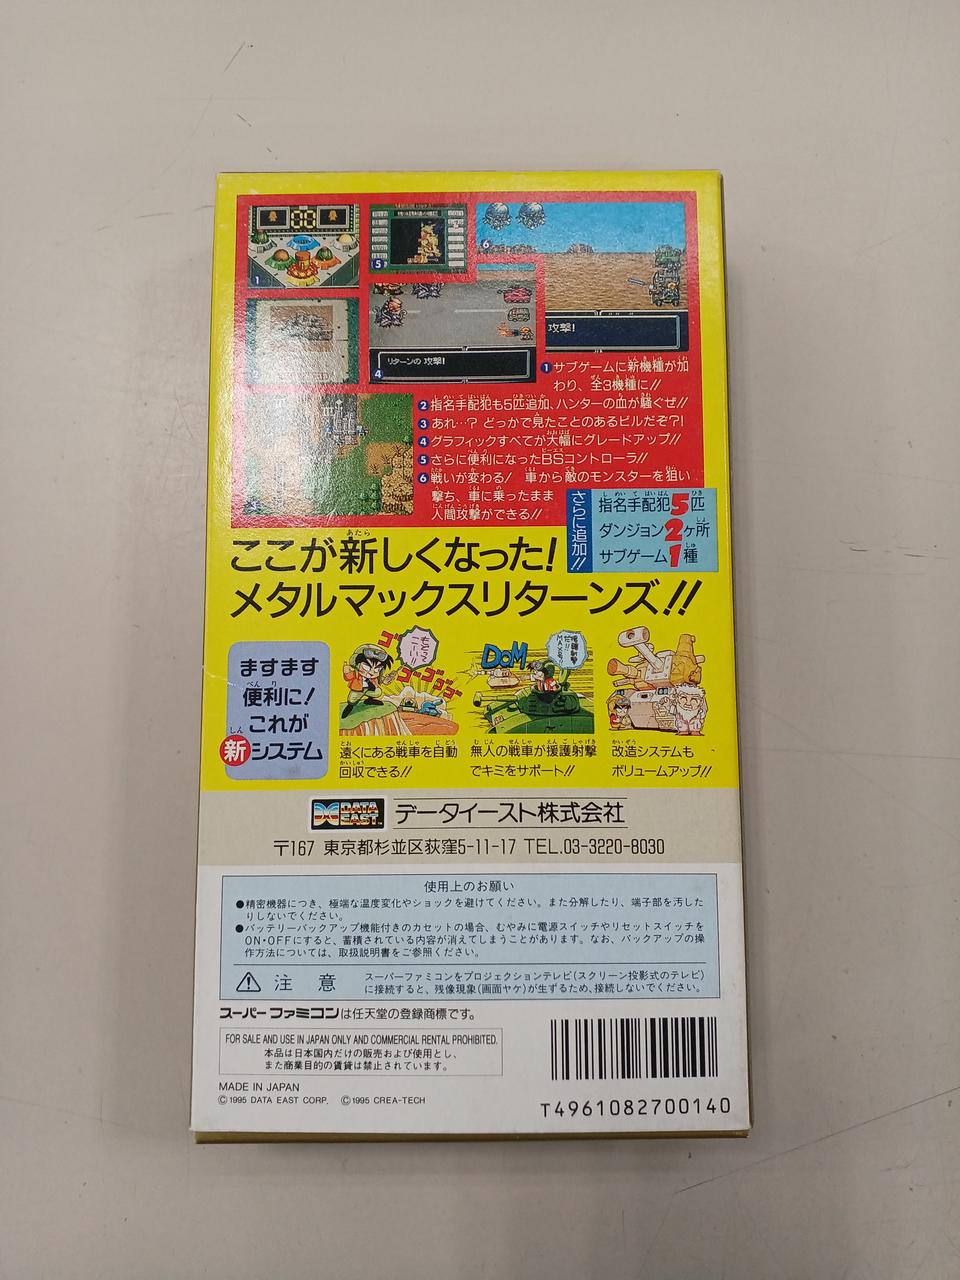 1
2
3
4
5
6
リターンの 攻撃!
攻撃!
❶サブゲームに新機種が加
わり、全3機種に!!
❷指名手配犯も5匹追加、ハンターの血が騒ぐぜ!!
❸あれ…? どっかで見たことのあるビルだぞ?!
❹グラフィックすべてが大幅にグレードアップ!!
❺さらに便利になったBSコントローラ!!
❻戦いが変わる! 車から敵のモンスターを狙い
撃ち、車に乗ったまま
人間攻撃ができる!!
さらに追加!!
指名手配犯5匹
ダンジョン2ヶ所
サブゲーム1種
ここが新しくなった!
メタルマックスリターンズ!!
ますます
便利に!
これが
新システム
もどってこーい!!
ゴーゴゴゴー
DOM
遠くにある戦車を自動
回収できる!!
無人の戦車が援護射撃
でキミをサポート!!
改造システムも
ボリュームアップ!!
DATA EAST
データイースト株式会社
〒167 東京都杉並区荻窪5-11-17 TEL.03-3220-8030
使用上のお願い
●精密機器につき、極端な温度変化やショックを避けてください。また分解したり、端子部を汚した
りしないでください。
●バッテリーバックアップ機能付きのカセットの場合、むやみに電源スイッチやリセットスイッチを
ON・OFFにすると、蓄積されている内容が消えてしまうことがあります。なお、バックアップの操
作方法については、取扱説明書をご参照ください。
注 意
スーパーファミコンをプロジェクションテレビ(スクリーン投影式のテレビ)
に接続すると、残像現象(画面ヤケ)が生ずるため、接続しないでください。
スーパーファミコンは任天堂の登録商標です。
FOR SALE AND USE IN JAPAN ONLY AND COMMERCIAL RENTAL PROHIBITED.
本品は日本国内だけの販売および使用とし、
また商業目的の賃貸は禁止されています。
MADE IN JAPAN
©1995 DATA EAST CORP. ©1995 CREA-TECH
T4961082700140